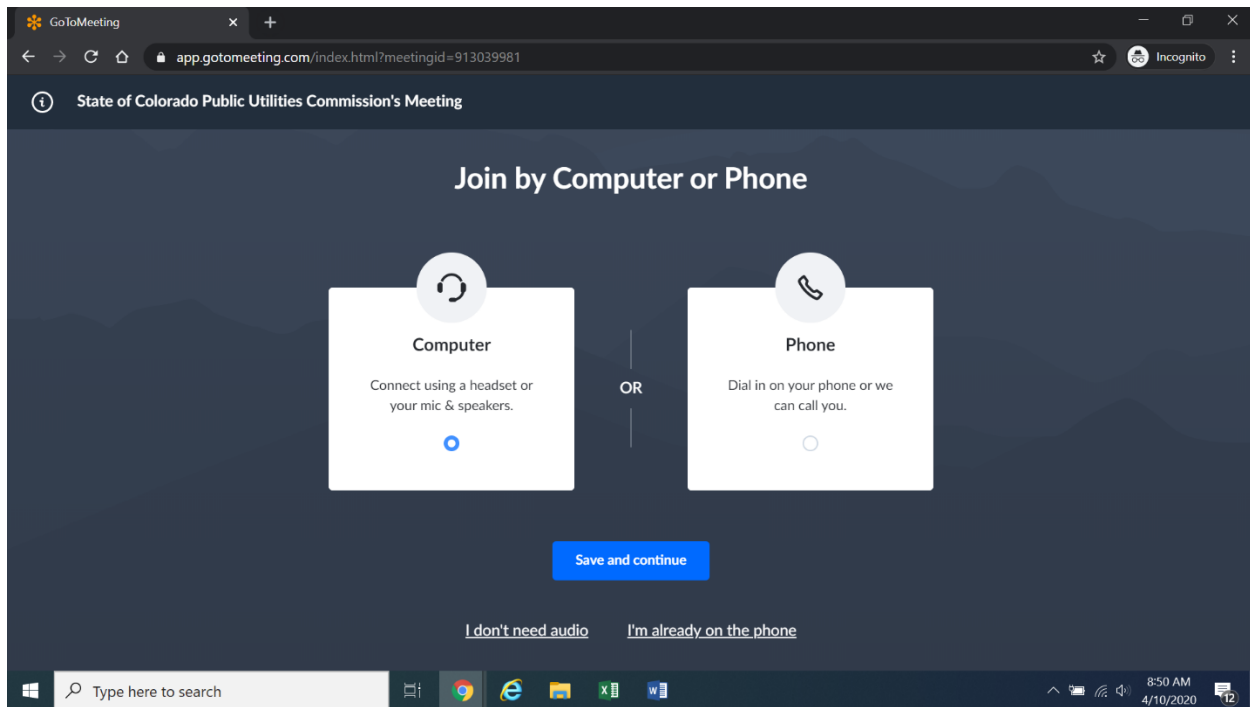 GoToMeeting
app.gotomeeting.com/index.html?meetingid=913039981
Incognito
State of Colorado Public Utilities Commission's Meeting
Join by Computer or Phone
Computer
Connect using a headset or
your mic & speakers.
OR
Phone
Dial in on your phone or we
can call you.
Save and continue
I don't need audio
I'm already on the phone
Type here to search
8:50 AM
4/10/2020
12